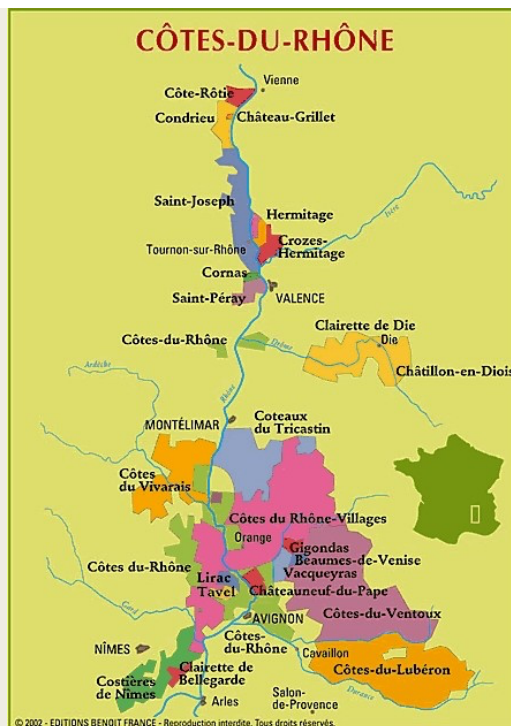 CÔTES-DU-RHÔNE
Vienne
Côte-Rôtie
Condrieu
Château-Grillet
Saint-Joseph
Isère
Hermitage
Tournon-sur-Rhône
Crozes-
Hermitage
Cornas
Saint-Péray
VALENCE
Clairette de Die
Côtes-du-Rhône
Drôme
Die
Châtillon-en-Diois
Ardèche
Rhône
MONTÉLIMAR
Coteaux
du Tricastin
Côtes
du Vivarais
Côtes du Rhône-Villages
Orange
Gigondas
Beaumes-de-Venise
Vacqueyras
Côtes du-Rhône
Lirac
Tavel
Châteauneuf-du-Pape
Côtes-du-Ventoux
Gard
AVIGNON
Côtes-
du-Rhône
NÎMES
Cavaillon
Clairette de
Bellegarde
Côtes-du-Lubéron
Costières
de Nîmes
Arles
Salon-
de-Provence
Durance
© 2002 - EDITIONS BENOIT FRANCE - Reproduction interdite. Tous droits réservés.